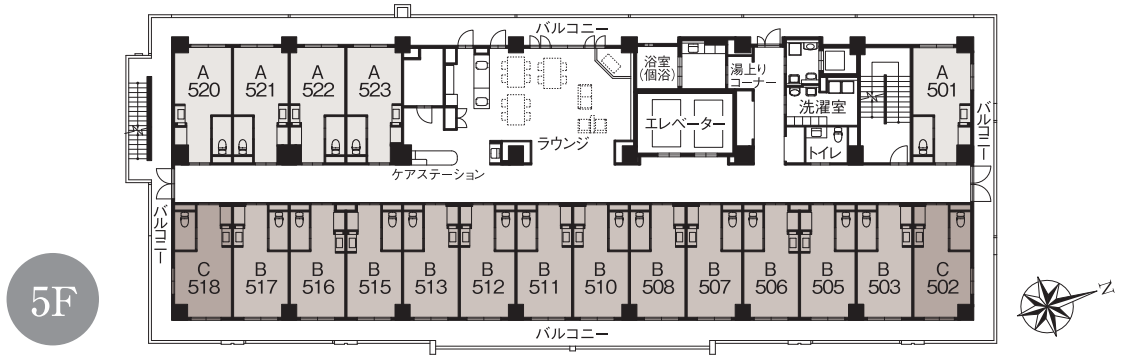 バルコニー
A
520
A
521
A
522
A
523
浴室
(個浴)
湯上り
コーナー
洗濯室
A
501
バルコニー
エレベーター
ラウンジ
トイレ
ケアステーション
バルコニー
C
518
B
517
B
516
B
515
B
513
B
512
B
511
B
510
B
508
B
507
B
506
B
505
B
503
C
502
バルコニー
5F
N